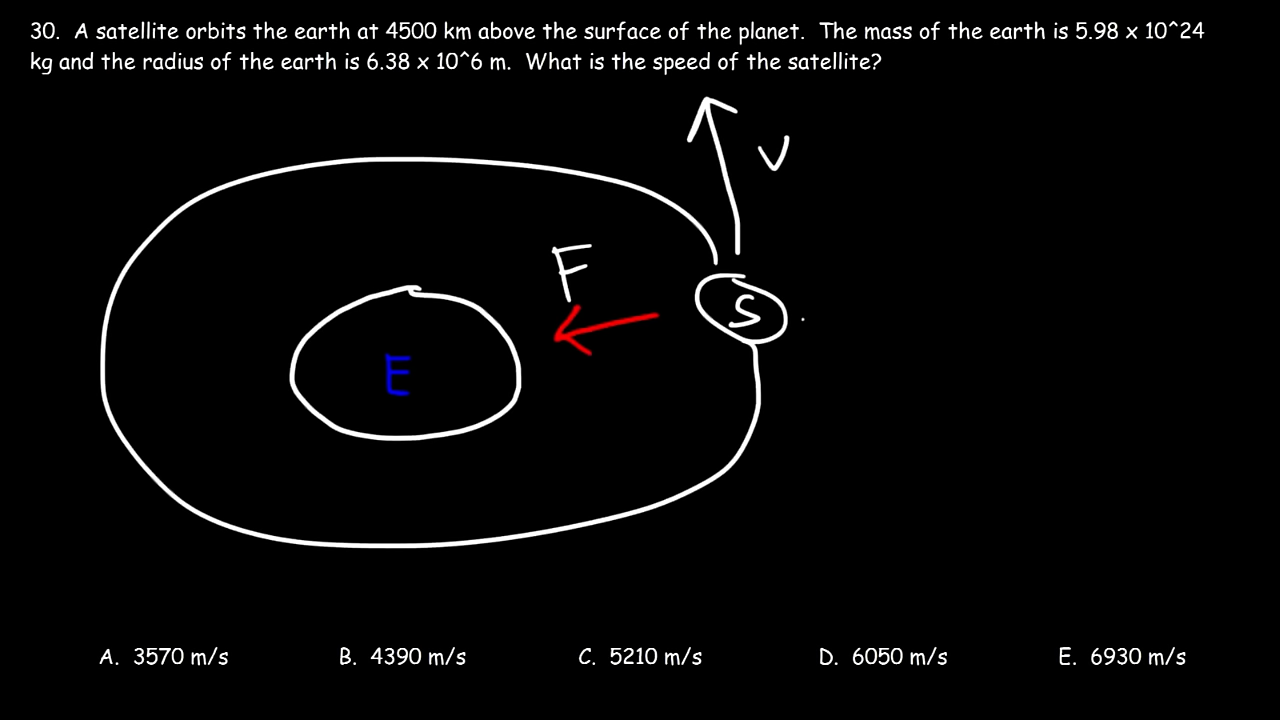 30. A satellite orbits the earth at 4500 km above the surface of the planet. The mass of the earth is 5.98 x 10^24
kg and the radius of the earth is 6.38 x 10^6 m. What is the speed of the satellite?
V
F
S
E
A. 3570 m/s B. 4390 m/s C. 5210 m/s D. 6050 m/s E. 6930 m/s